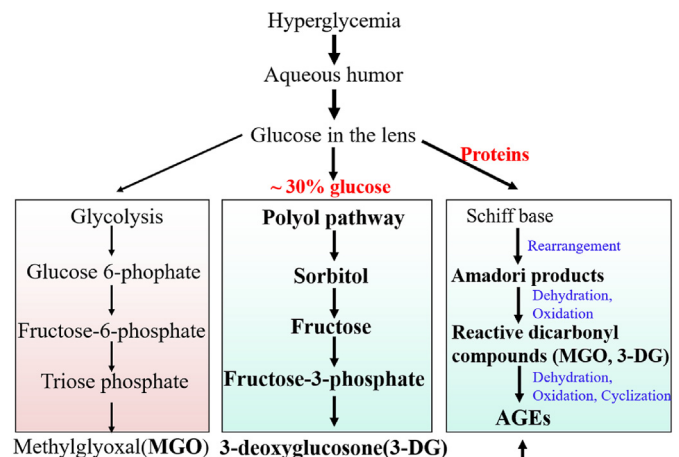 Hyperglycemia
Aqueous humor
Glucose in the lens
Proteins
~ 30% glucose
Glycolysis
Glucose 6-phophate
Fructose-6-phosphate
Triose phosphate
Methylglyoxal(MGO)
Polyol pathway
Sorbitol
Fructose
Fructose-3-phosphate
3-deoxyglucosone(3-DG)
Schiff base
Rearrangement
Amadori products
Dehydration,
Oxidation
Reactive dicarbonyl
compounds (MGO, 3-DG)
Dehydration,
Oxidation, Cyclization
AGEs